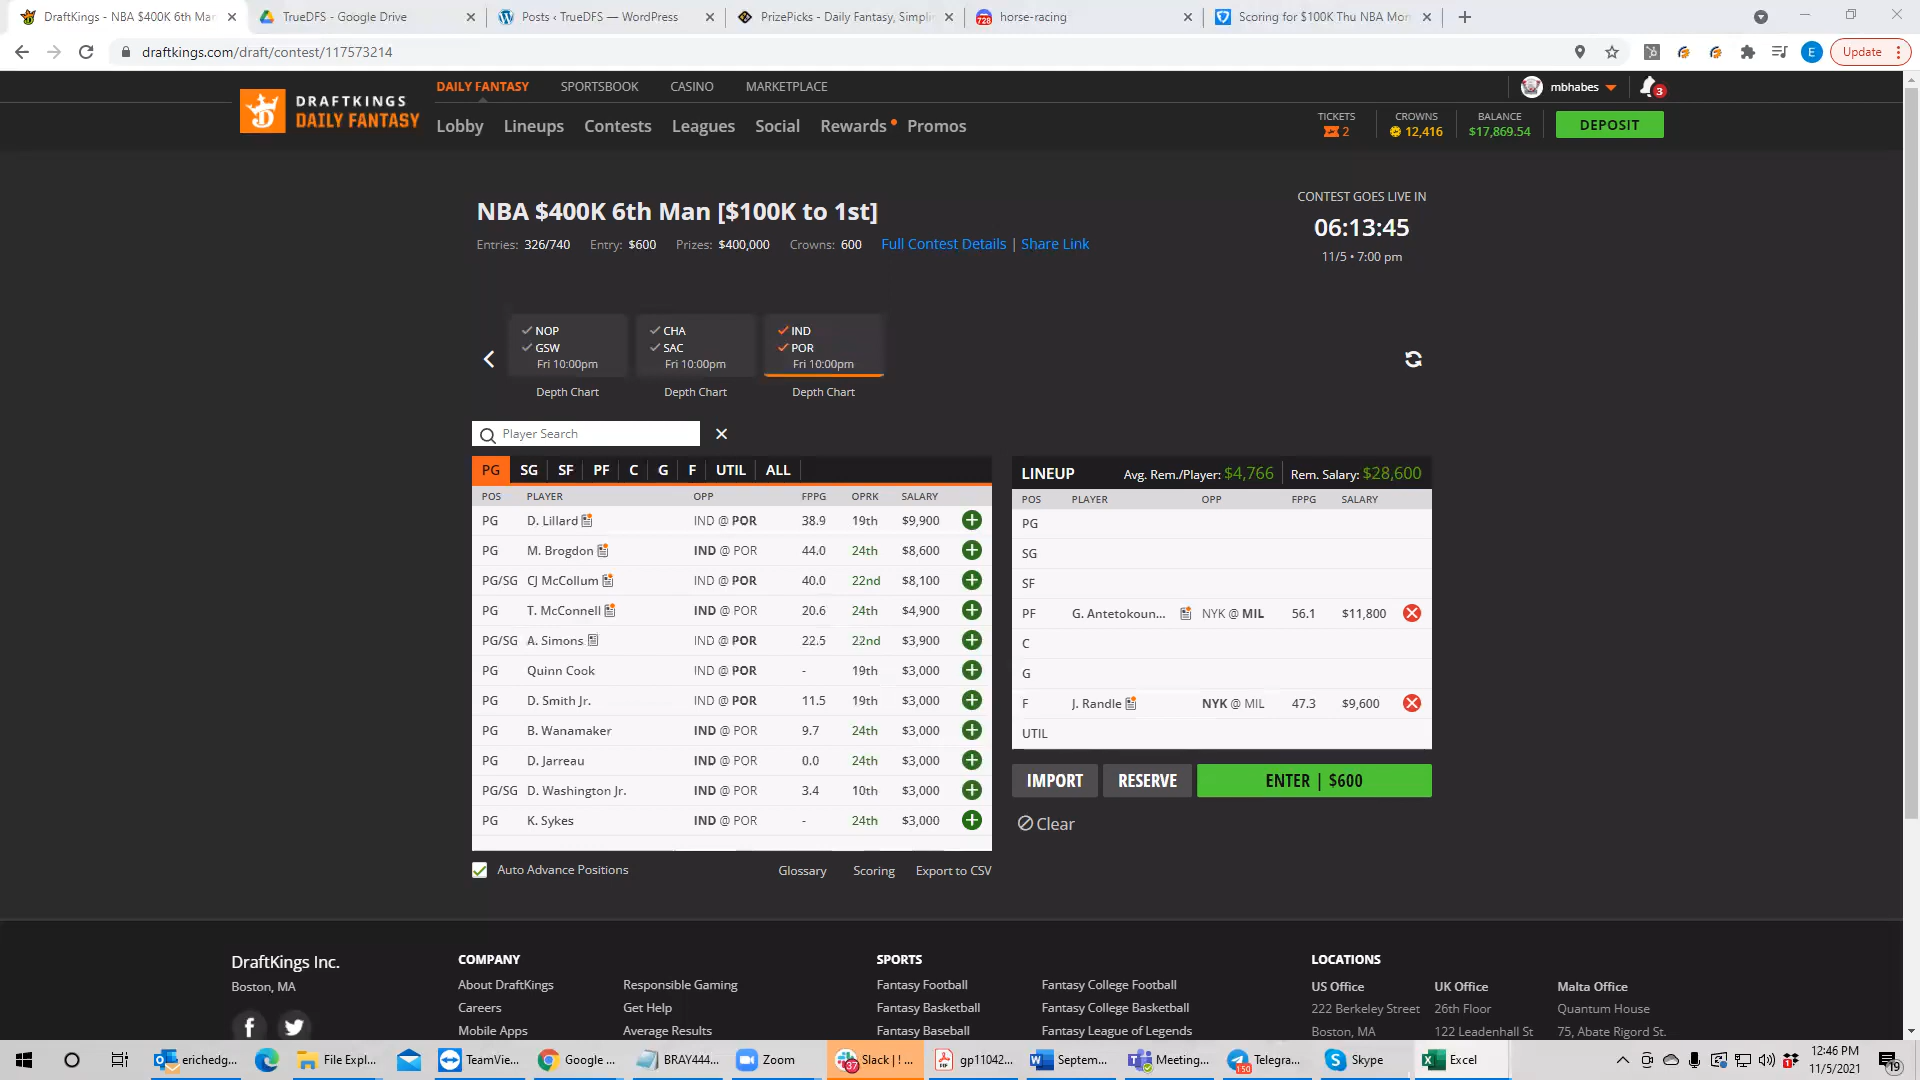 DraftKings - NBA $400K 6th Mar
TrueDFS - Google Drive
Posts ‹ TrueDFS — WordPress
PrizePicks - Daily Fantasy, Simpli
horse-racing
Scoring for $100K Thu NBA Mon
draftkings.com/draft/contest/117573214
E
Update
DRAFTKINGS
DAILY FANTASY
DAILY FANTASY
SPORTSBOOK
CASINO
MARKETPLACE
mbhabes
3
Lobby
Lineups
Contests
Leagues
Social
Rewards
Promos
TICKETS
2
CROWNS
12,416
BALANCE
$17,869.54
DEPOSIT
NBA $400K 6th Man [$100K to 1st]
Entries: 326/740 Entry: $600 Prizes: $400,000 Crowns: 600 Full Contest Details | Share Link
CONTEST GOES LIVE IN
06:13:45
11/5 • 7:00 pm
NOP
GSW
Fri 10:00pm
Depth Chart
CHA
SAC
Fri 10:00pm
Depth Chart
IND
POR
Fri 10:00pm
Depth Chart
Player Search
PG SG SF PF C G F UTIL ALL
POS PLAYER OPP FPPG OPRK SALARY
PG D. Lillard IND @ POR 38.9 19th $9,900
PG M. Brogdon IND @ POR 44.0 24th $8,600
PG/SG CJ McCollum IND @ POR 40.0 22nd $8,100
PG T. McConnell IND @ POR 20.6 24th $4,900
PG/SG A. Simons IND @ POR 22.5 22nd $3,900
PG Quinn Cook IND @ POR - 19th $3,000
PG D. Smith Jr. IND @ POR 11.5 19th $3,000
PG B. Wanamaker IND @ POR 9.7 24th $3,000
PG D. Jarreau IND @ POR 0.0 24th $3,000
PG/SG D. Washington Jr. IND @ POR 3.4 10th $3,000
PG K. Sykes IND @ POR - 24th $3,000
Auto Advance Positions
Glossary
Scoring
Export to CSV
LINEUP Avg. Rem./Player: $4,766 Rem. Salary: $28,600
POS PLAYER OPP FPPG SALARY
PG
SG
SF
PF G. Antetokoun... NYK @ MIL 56.1 $11,800
C
G
F J. Randle NYK @ MIL 47.3 $9,600
UTIL
IMPORT
RESERVE
ENTER | $600
Clear
DraftKings Inc.
Boston, MA
COMPANY
About DraftKings
Careers
Mobile Apps
Responsible Gaming
Get Help
Average Results
SPORTS
Fantasy Football
Fantasy Basketball
Fantasy Baseball
Fantasy College Football
Fantasy College Basketball
Fantasy League of Legends
LOCATIONS
US Office
222 Berkeley Street
Boston, MA
UK Office
26th Floor
122 Leadenhall St
Malta Office
Quantum House
75, Abate Rigord St.
erichedg...
File Expl...
TeamVie...
Google ...
BRAY444...
Zoom
Slack | ! ...
37
gp11042...
Septem...
Meeting...
Telegra...
150
Skype
Excel
12:46 PM
11/5/2021
19